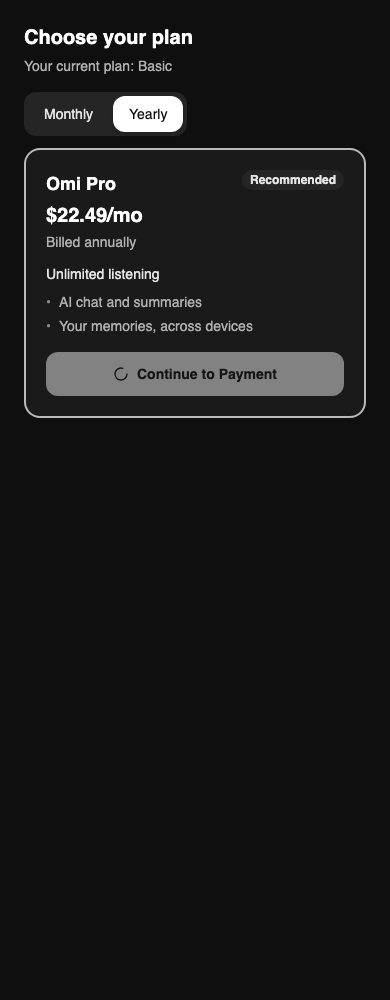 Choose your plan
Your current plan: Basic
Monthly Yearly
Omi Pro Recommended
$22.49/mo
Billed annually
Unlimited listening
• AI chat and summaries
• Your memories, across devices
Continue to Payment